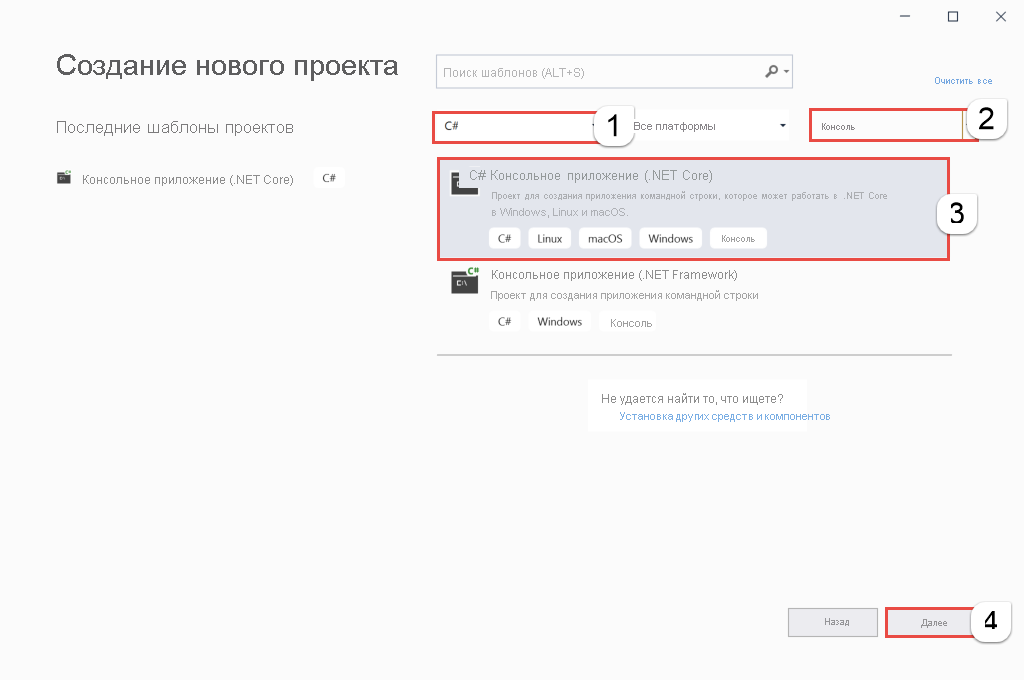 Создание нового проекта
Поиск шаблонов (ALT+S)
Очистить все
Последние шаблоны проектов
C#
1
Все платформы
Консоль
2
Консольное приложение (.NET Core)
C#
C# Консольное приложение (.NET Core)
Проект для создания приложения командной строки, которое может работать в .NET Core
в Windows, Linux и macOS.
C# Linux macOS Windows Консоль
3
C#
Консольное приложение (.NET Framework)
Проект для создания приложения командной строки
C# Windows Консоль
Не удается найти то, что ищете?
Установка других средств и компонентов
Назад
Далее
4